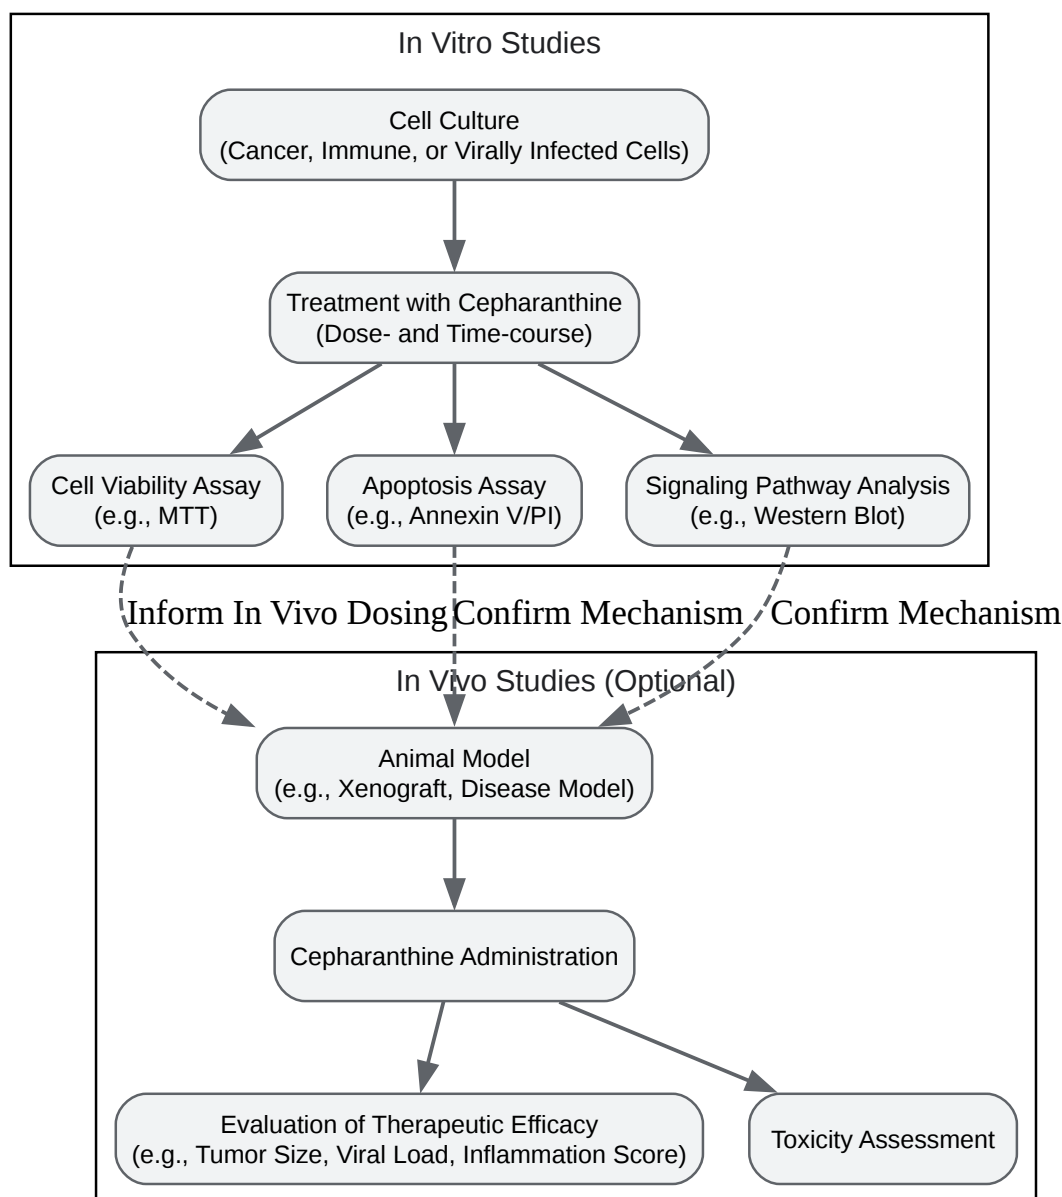 In Vitro Studies
Cell Culture
(Cancer, Immune, or Virally Infected Cells)
Treatment with Cepharanthine
(Dose- and Time-course)
Cell Viability Assay
(e.g., MTT)
Apoptosis Assay
(e.g., Annexin V/PI)
Signaling Pathway Analysis
(e.g., Western Blot)
Inform In Vivo Dosing
Confirm Mechanism
Confirm Mechanism
In Vivo Studies (Optional)
Animal Model
(e.g., Xenograft, Disease Model)
Cepharanthine Administration
Evaluation of Therapeutic Efficacy
(e.g., Tumor Size, Viral Load, Inflammation Score)
Toxicity Assessment